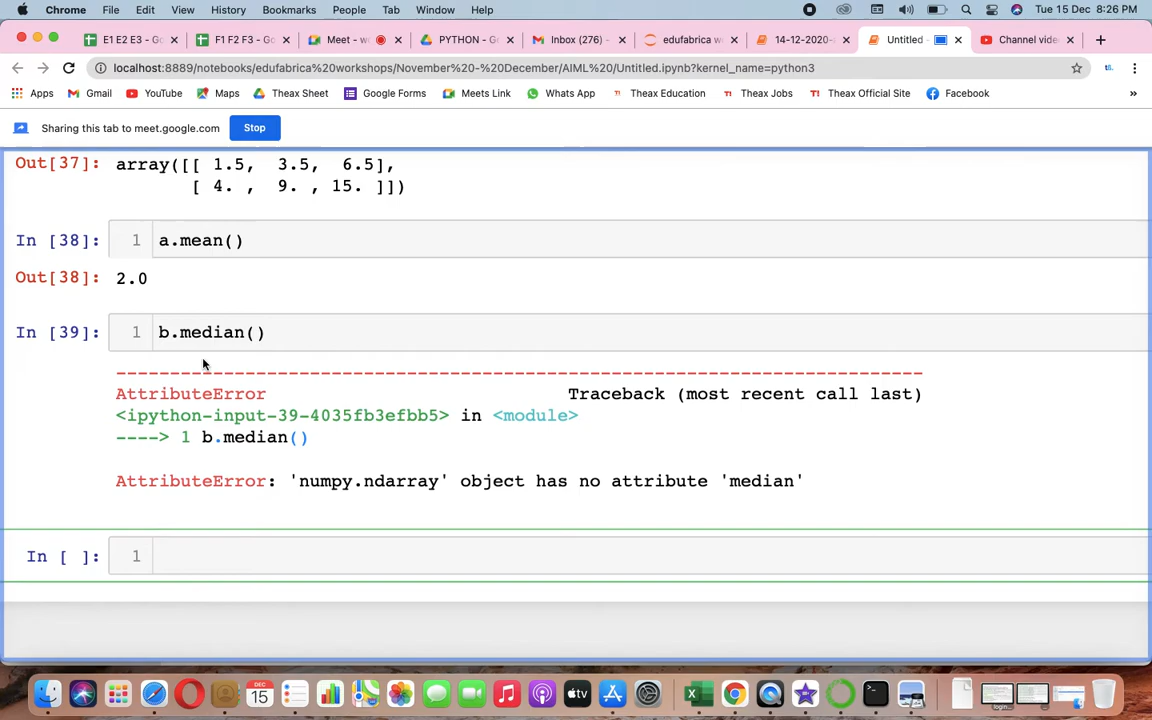 Chrome File Edit View History Bookmarks People Tab Window Help Tue 15 Dec 8:26 PM
E1 E2 E3 - Go F1 F2 F3 - Goo Meet - w PYTHON - Go Inbox (276) - edufabrica w 14-12-2020- Untitled - Channel vide
localhost:8889/notebooks/edufabrica%20workshops/November%20-%20December/AIML%20/Untitled.ipynb?kernel_name=python3
Apps Gmail YouTube Maps Theax Sheet Google Forms Meets Link Whats App Theax Education Theax Jobs Theax Official Site Facebook »
Sharing this tab to meet.google.com Stop
Out[37]: array([[ 1.5, 3.5, 6.5],
[ 4. , 9. , 15. ]])
In [38]: 1 a.mean()
Out[38]: 2.0
In [39]: 1 b.median()
---------------------------------------------------------------------------
AttributeError Traceback (most recent call last)
<ipython-input-39-4035fb3efbb5> in <module>
----> 1 b.median()
AttributeError: 'numpy.ndarray' object has no attribute 'median'
In [ ]: 1
DEC
15
tv